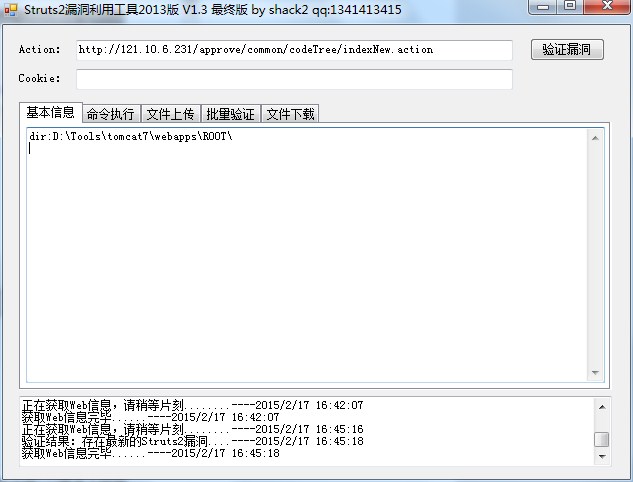 Struts2漏洞利用工具2013版 V1.3 最终版 by shack2 qq:1341413415
Action: http://121.10.6.231/approve/common/codeTree/indexNew.action 验证漏洞
Cookie:
基本信息 命令执行 文件上传 批量验证 文件下载
dir:D:\Tools\tomcat7\webapps\ROOT\
正在获取Web信息，请稍等片刻........----2015/2/17 16:42:07
获取Web信息完毕......----2015/2/17 16:42:07
正在获取Web信息，请稍等片刻........----2015/2/17 16:45:16
验证结果：存在最新的Struts2漏洞....----2015/2/17 16:45:18
获取Web信息完毕......----2015/2/17 16:45:18